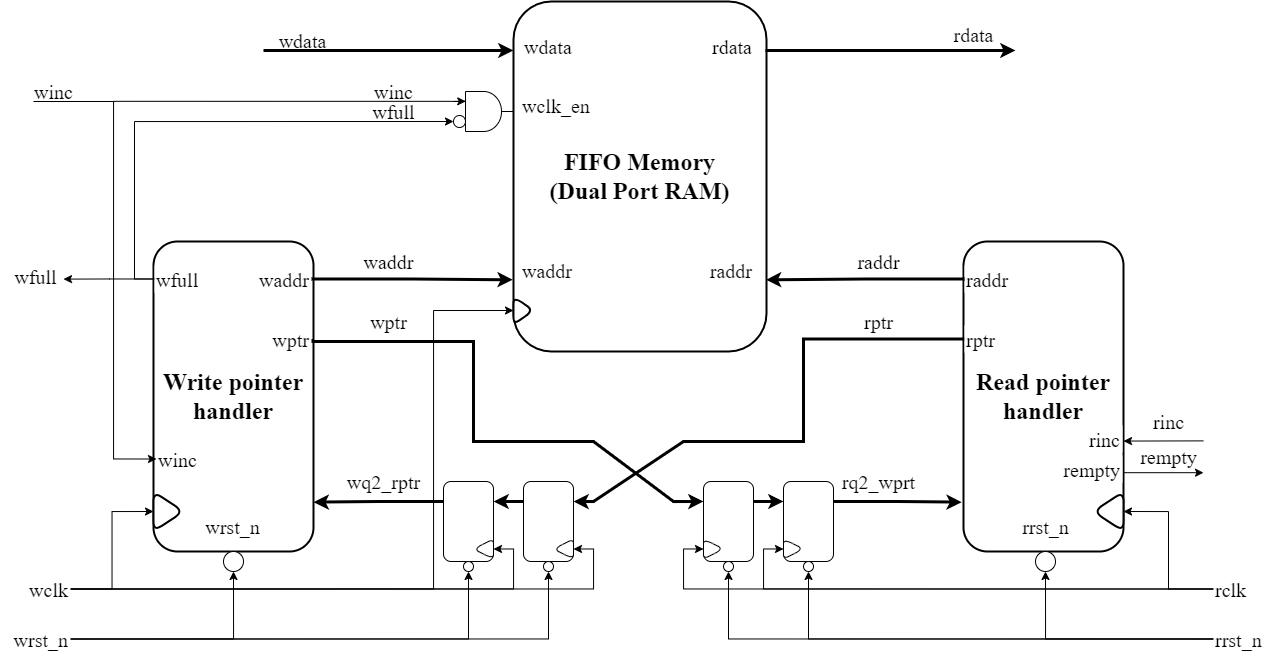 wdata
wdata
rdata
rdata
winc
winc
wfull
wclk_en
FIFO Memory
(Dual Port RAM)
wfull
wfull
waddr
waddr
waddr
raddr
raddr
raddr
wptr
wptr
rptr
rptr
Write pointer
handler
Read pointer
handler
rinc
rinc
rempty
rempty
winc
wq2_rptr
rq2_wprt
wrst_n
rrst_n
wclk
rclk
wrst_n
rrst_n